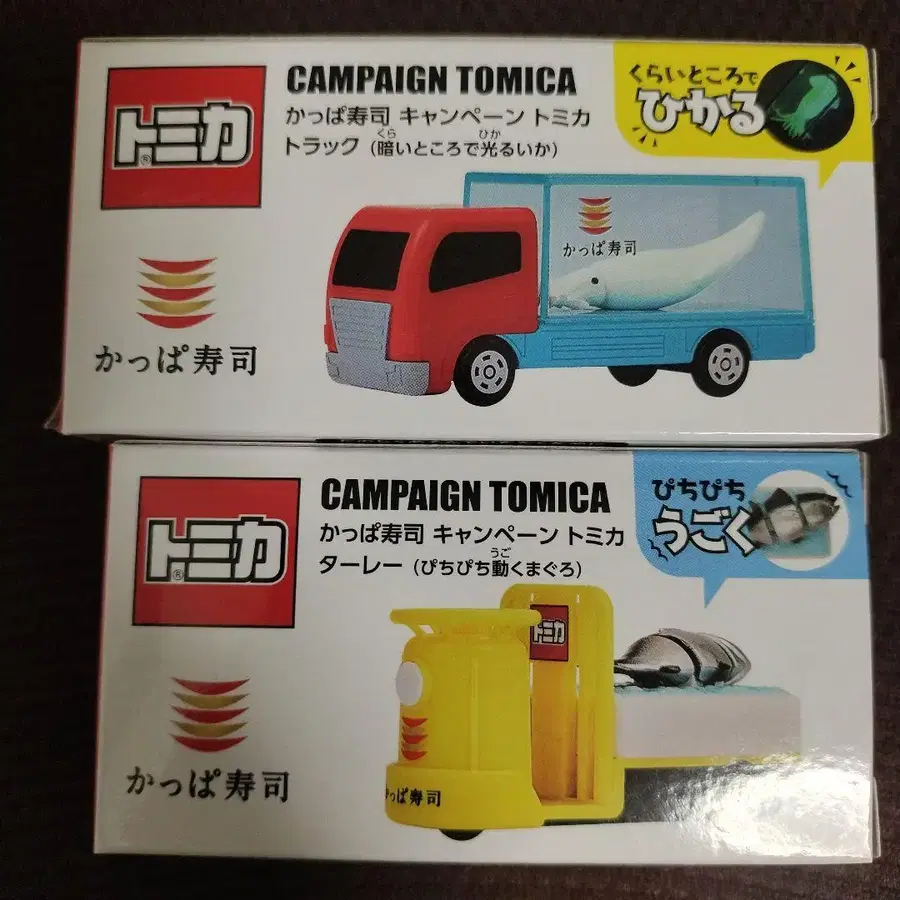 トミカ®
CAMPAIGN TOMICA
かっぱ寿司 キャンペーン トミカ
くら ひか
トラック（暗いところで光るいか）
くらいところで
ひかる
かっぱ寿司
かっぱ寿司
トミカ®
CAMPAIGN TOMICA
かっぱ寿司 キャンペーン トミカ
うご
ターレー（ぴちぴち動くまぐろ）
ぴちぴち
うごく
トミカ
かっぱ寿司
っぱ寿司